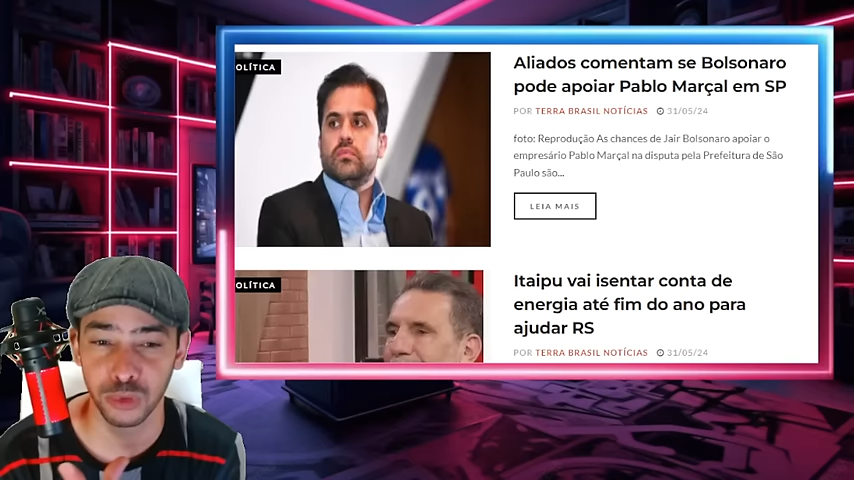 OLÍTICA
Aliados comentam se Bolsonaro
pode apoiar Pablo Marçal em SP
POR TERRA BRASIL NOTÍCIAS 31/05/24
foto: Reprodução As chances de Jair Bolsonaro apoiar o
empresário Pablo Marçal na disputa pela Prefeitura de São
Paulo são...
LEIA MAIS
OLÍTICA
Itaipu vai isentar conta de
energia até fim do ano para
ajudar RS
POR TERRA BRASIL NOTÍCIAS 31/05/24